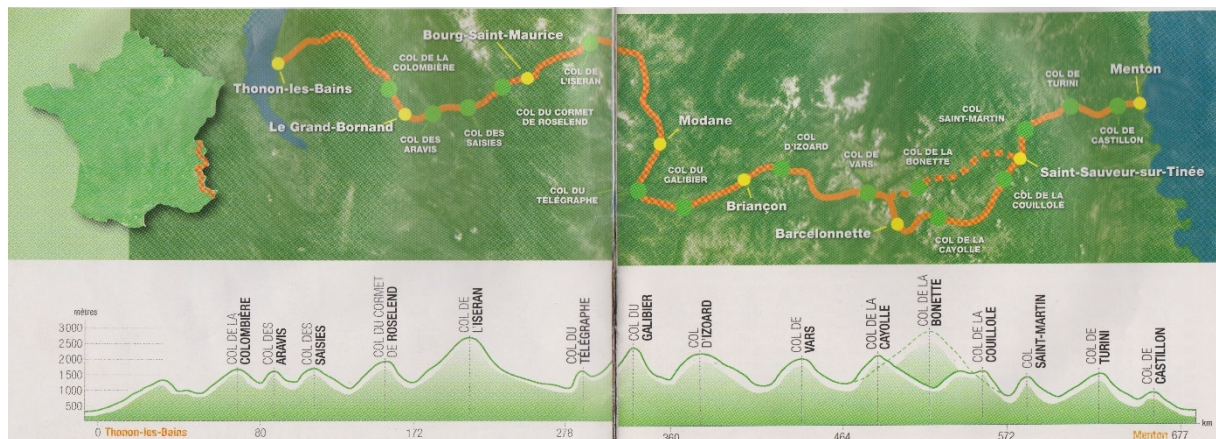 Bourg-Saint-Maurice
COL DE LA
COLOMBIÈRE
COL DE
L'ISERAN
Thonon-les-Bains
COL DU CORMET
DE ROSELEND
Le Grand-Bornand
COL DES
ARAVIS
COL DES
SAISIES
Modane
COL DU
TÉLÉGRAPHE
COL DU
GALIBIER
Briançon
COL
D'IZOARD
COL DE
VARS
COL DE LA
BONETTE
Barcelonnette
COL DE LA
CAYOLLE
COL
SAINT-MARTIN
COL DE
TURINI
Menton
COL DE
CASTILLON
Saint-Sauveur-sur-Tinée
COL DE LA
COUILLOLE
mètres
3000
2500
2000
1500
1000
500
COL DE LA
COLOMBIÈRE
COL DES
ARAVIS
COL DES
SAISIES
COL DU CORMET
DE ROSELEND
COL DE
L'ISERAN
COL DU
TÉLÉGRAPHE
COL DU
GALIBIER
COL
D'IZOARD
COL DE
VARS
COL DE LA
CAYOLLE
COL DE LA
BONETTE
COL DE LA
COUILLOLE
COL
SAINT-MARTIN
COL DE
TURINI
COL DE
CASTILLON
0 Thonon-les-Bains 80 172 278 360 464 572 Menton 677
km